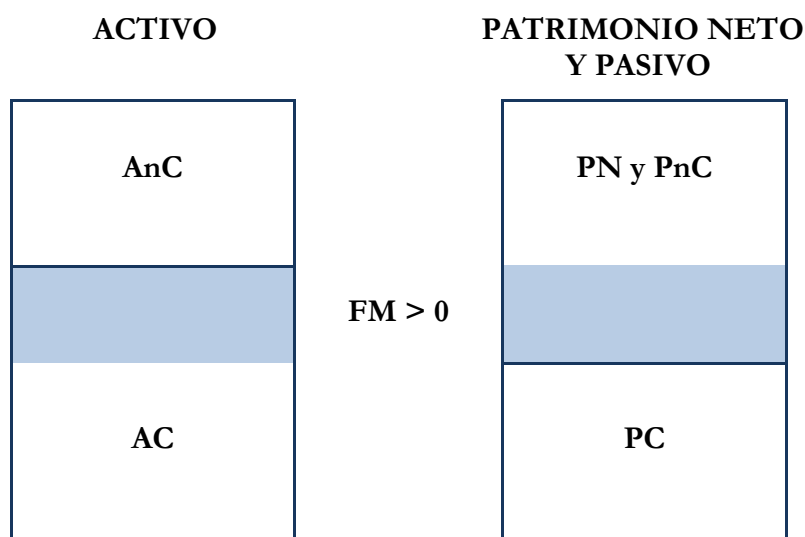 ACTIVO
PATRIMONIO NETO
Y PASIVO
AnC
PN y PnC
FM > 0
AC
PC